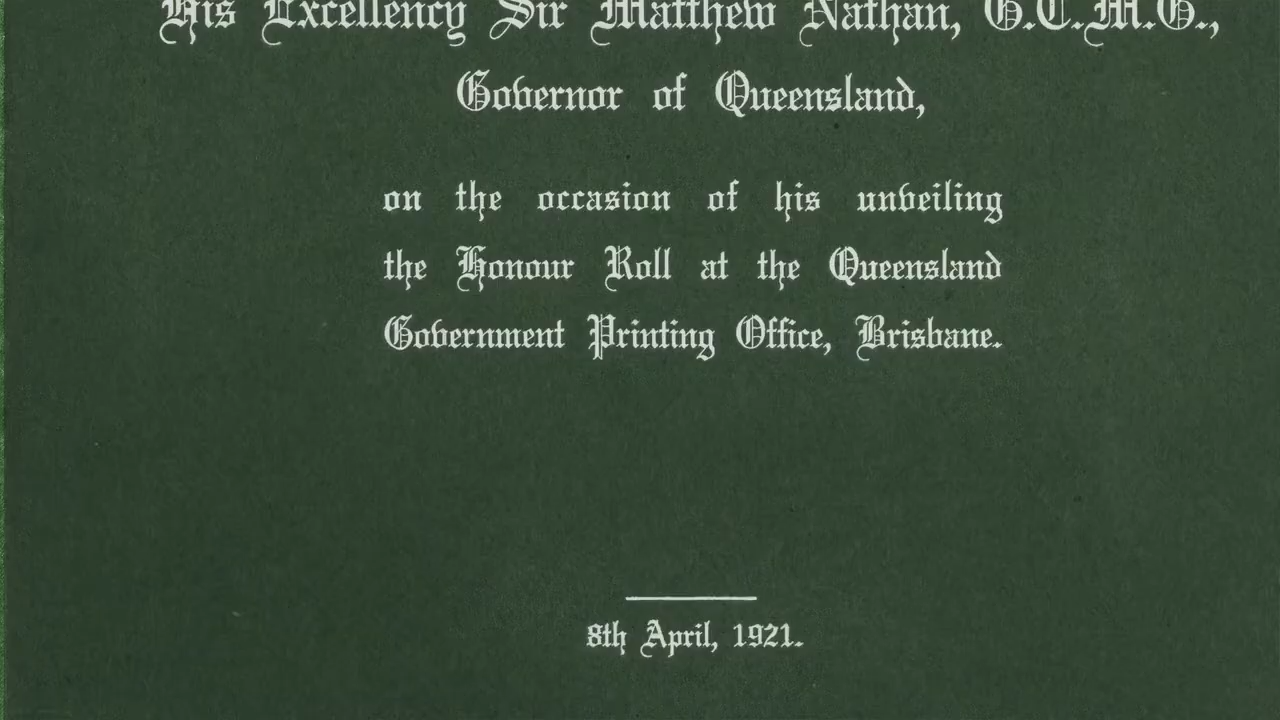 His Excellency Sir Matthew Nathan, G.C.M.G.,
Governor of Queensland,
on the occasion of his unveiling
the Honour Roll at the Queensland
Government Printing Office, Brisbane.
8th April, 1921.